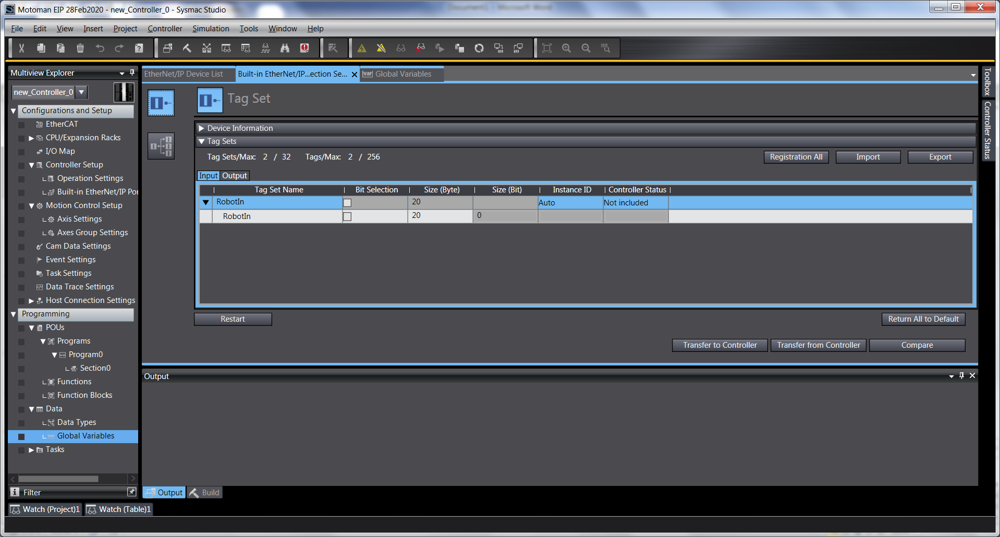 Motoman EIP 28Feb2020 - new_Controller_0 - Sysmac Studio
File Edit View Insert Project Controller Simulation Tools Window Help
Multiview Explorer
new_Controller_0
Configurations and Setup
EtherCAT
CPU/Expansion Racks
I/O Map
Controller Setup
Operation Settings
Built-in EtherNet/IP Por
Motion Control Setup
Axis Settings
Axes Group Settings
Cam Data Settings
Event Settings
Task Settings
Data Trace Settings
Host Connection Settings
Programming
POUs
Programs
Program0
Section0
Functions
Function Blocks
Data
Data Types
Global Variables
Tasks
Filter
EtherNet/IP Device List
Built-in EtherNet/IP...ection Se...
Global Variables
Tag Set
Device Information
Tag Sets
Tag Sets/Max: 2 / 32 Tags/Max: 2 / 256
Registration All Import Export
Input Output
Tag Set Name Bit Selection Size (Byte) Size (Bit) Instance ID Controller Status
RobotIn 20 Auto Not included
RobotIn 20 0
Restart Return All to Default
Transfer to Controller Transfer from Controller Compare
Output
Output Build
Toolbox
Controller Status
Watch (Project)1 Watch (Table)1